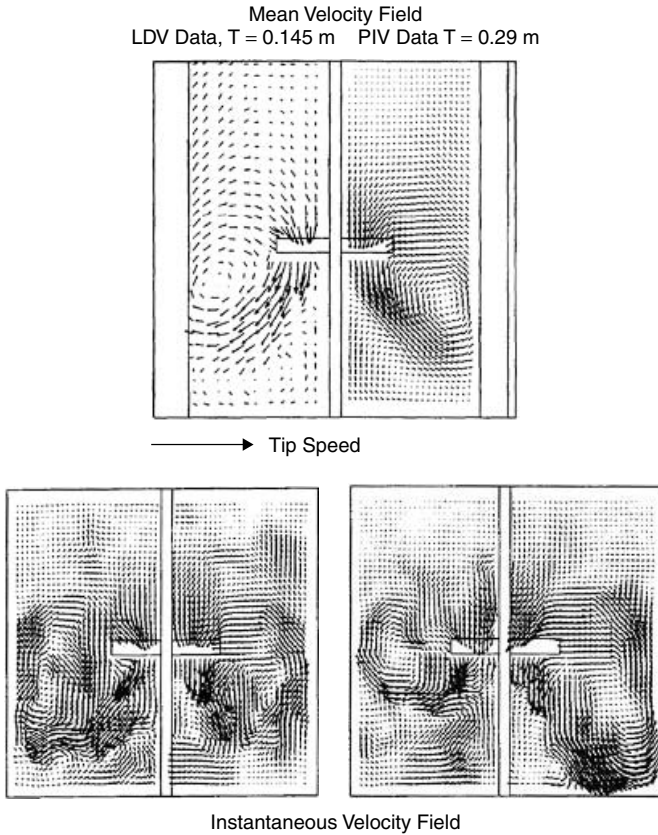 Mean Velocity Field
LDV Data, T = 0.145 m PIV Data T = 0.29 m
Tip Speed
Instantaneous Velocity Field